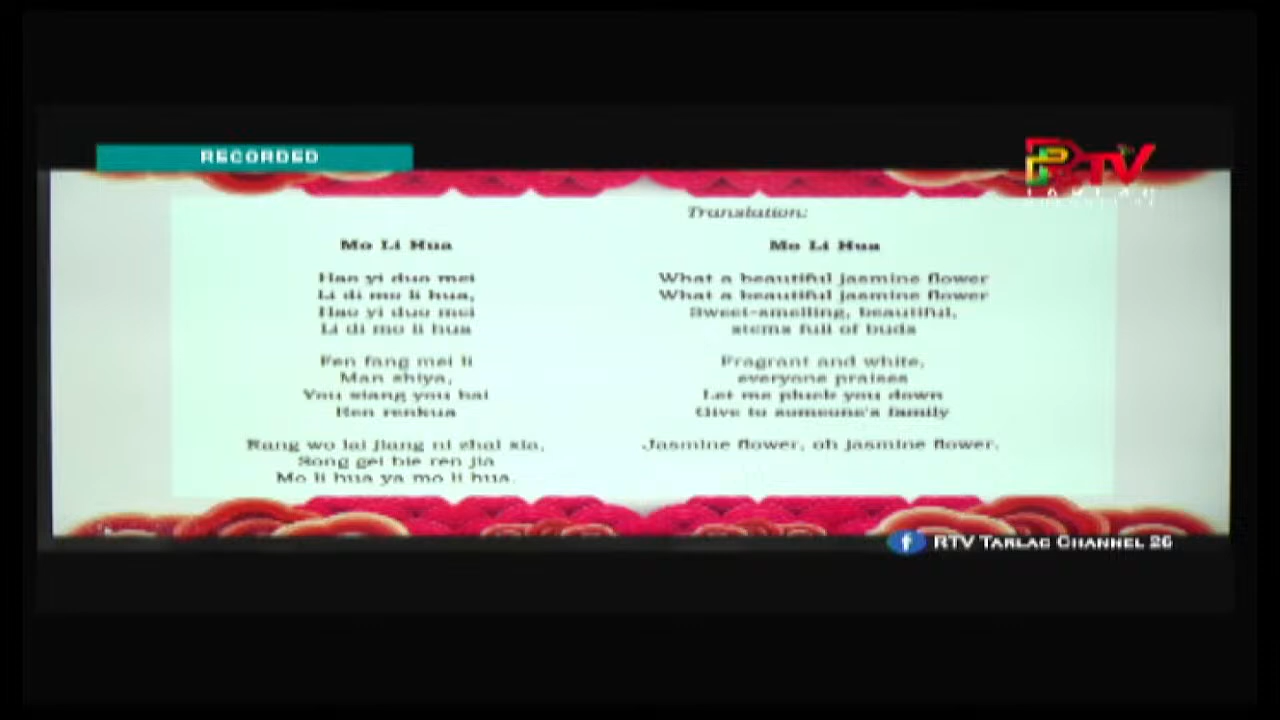 RECORDED
RTV
TARLAC
Mo Li Hua
Hao yi duo mei
Li di mo li hua,
Hao yi duo mei
Li di mo li hua
Fen fang mei li
Man zhiya,
You xiang you bai
Ren renkua
Rang wo lai jiang ni zhai xia,
Song gei bie ren jia
Mo li hua ya mo li hua.
Translation:
Mo Li Hua
What a beautiful jasmine flower
What a beautiful jasmine flower
Sweet-smelling, beautiful,
stems full of buds
Fragrant and white,
everyone praises
Let me pluck you down
Give to someone's family
Jasmine flower, oh jasmine flower.
RTV TARLAC CHANNEL 26